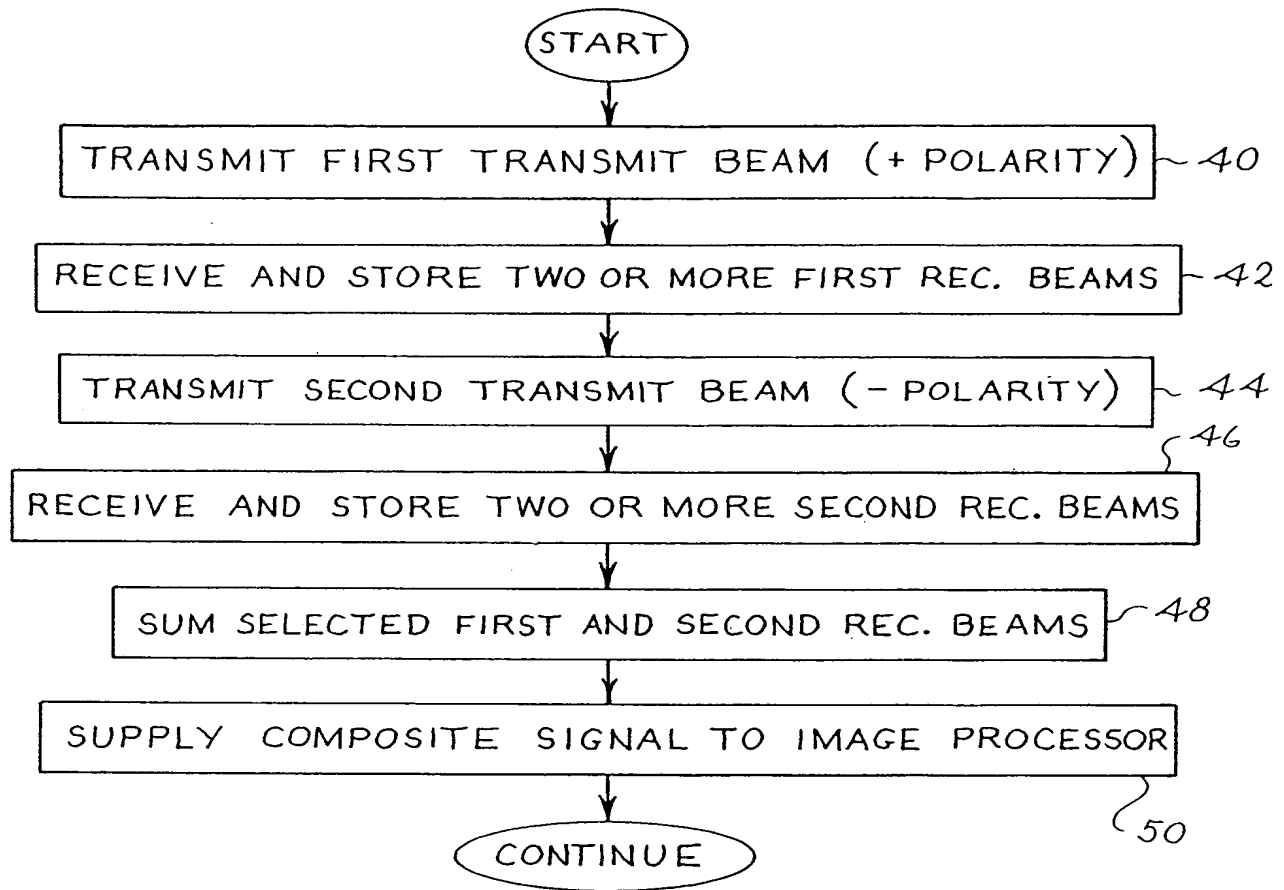 START
TRANSMIT FIRST TRANSMIT BEAM (+ POLARITY) 40
RECEIVE AND STORE TWO OR MORE FIRST REC. BEAMS 42
TRANSMIT SECOND TRANSMIT BEAM (- POLARITY) 44
46
RECEIVE AND STORE TWO OR MORE SECOND REC. BEAMS
SUM SELECTED FIRST AND SECOND REC. BEAMS 48
SUPPLY COMPOSITE SIGNAL TO IMAGE PROCESSOR
50
CONTINUE